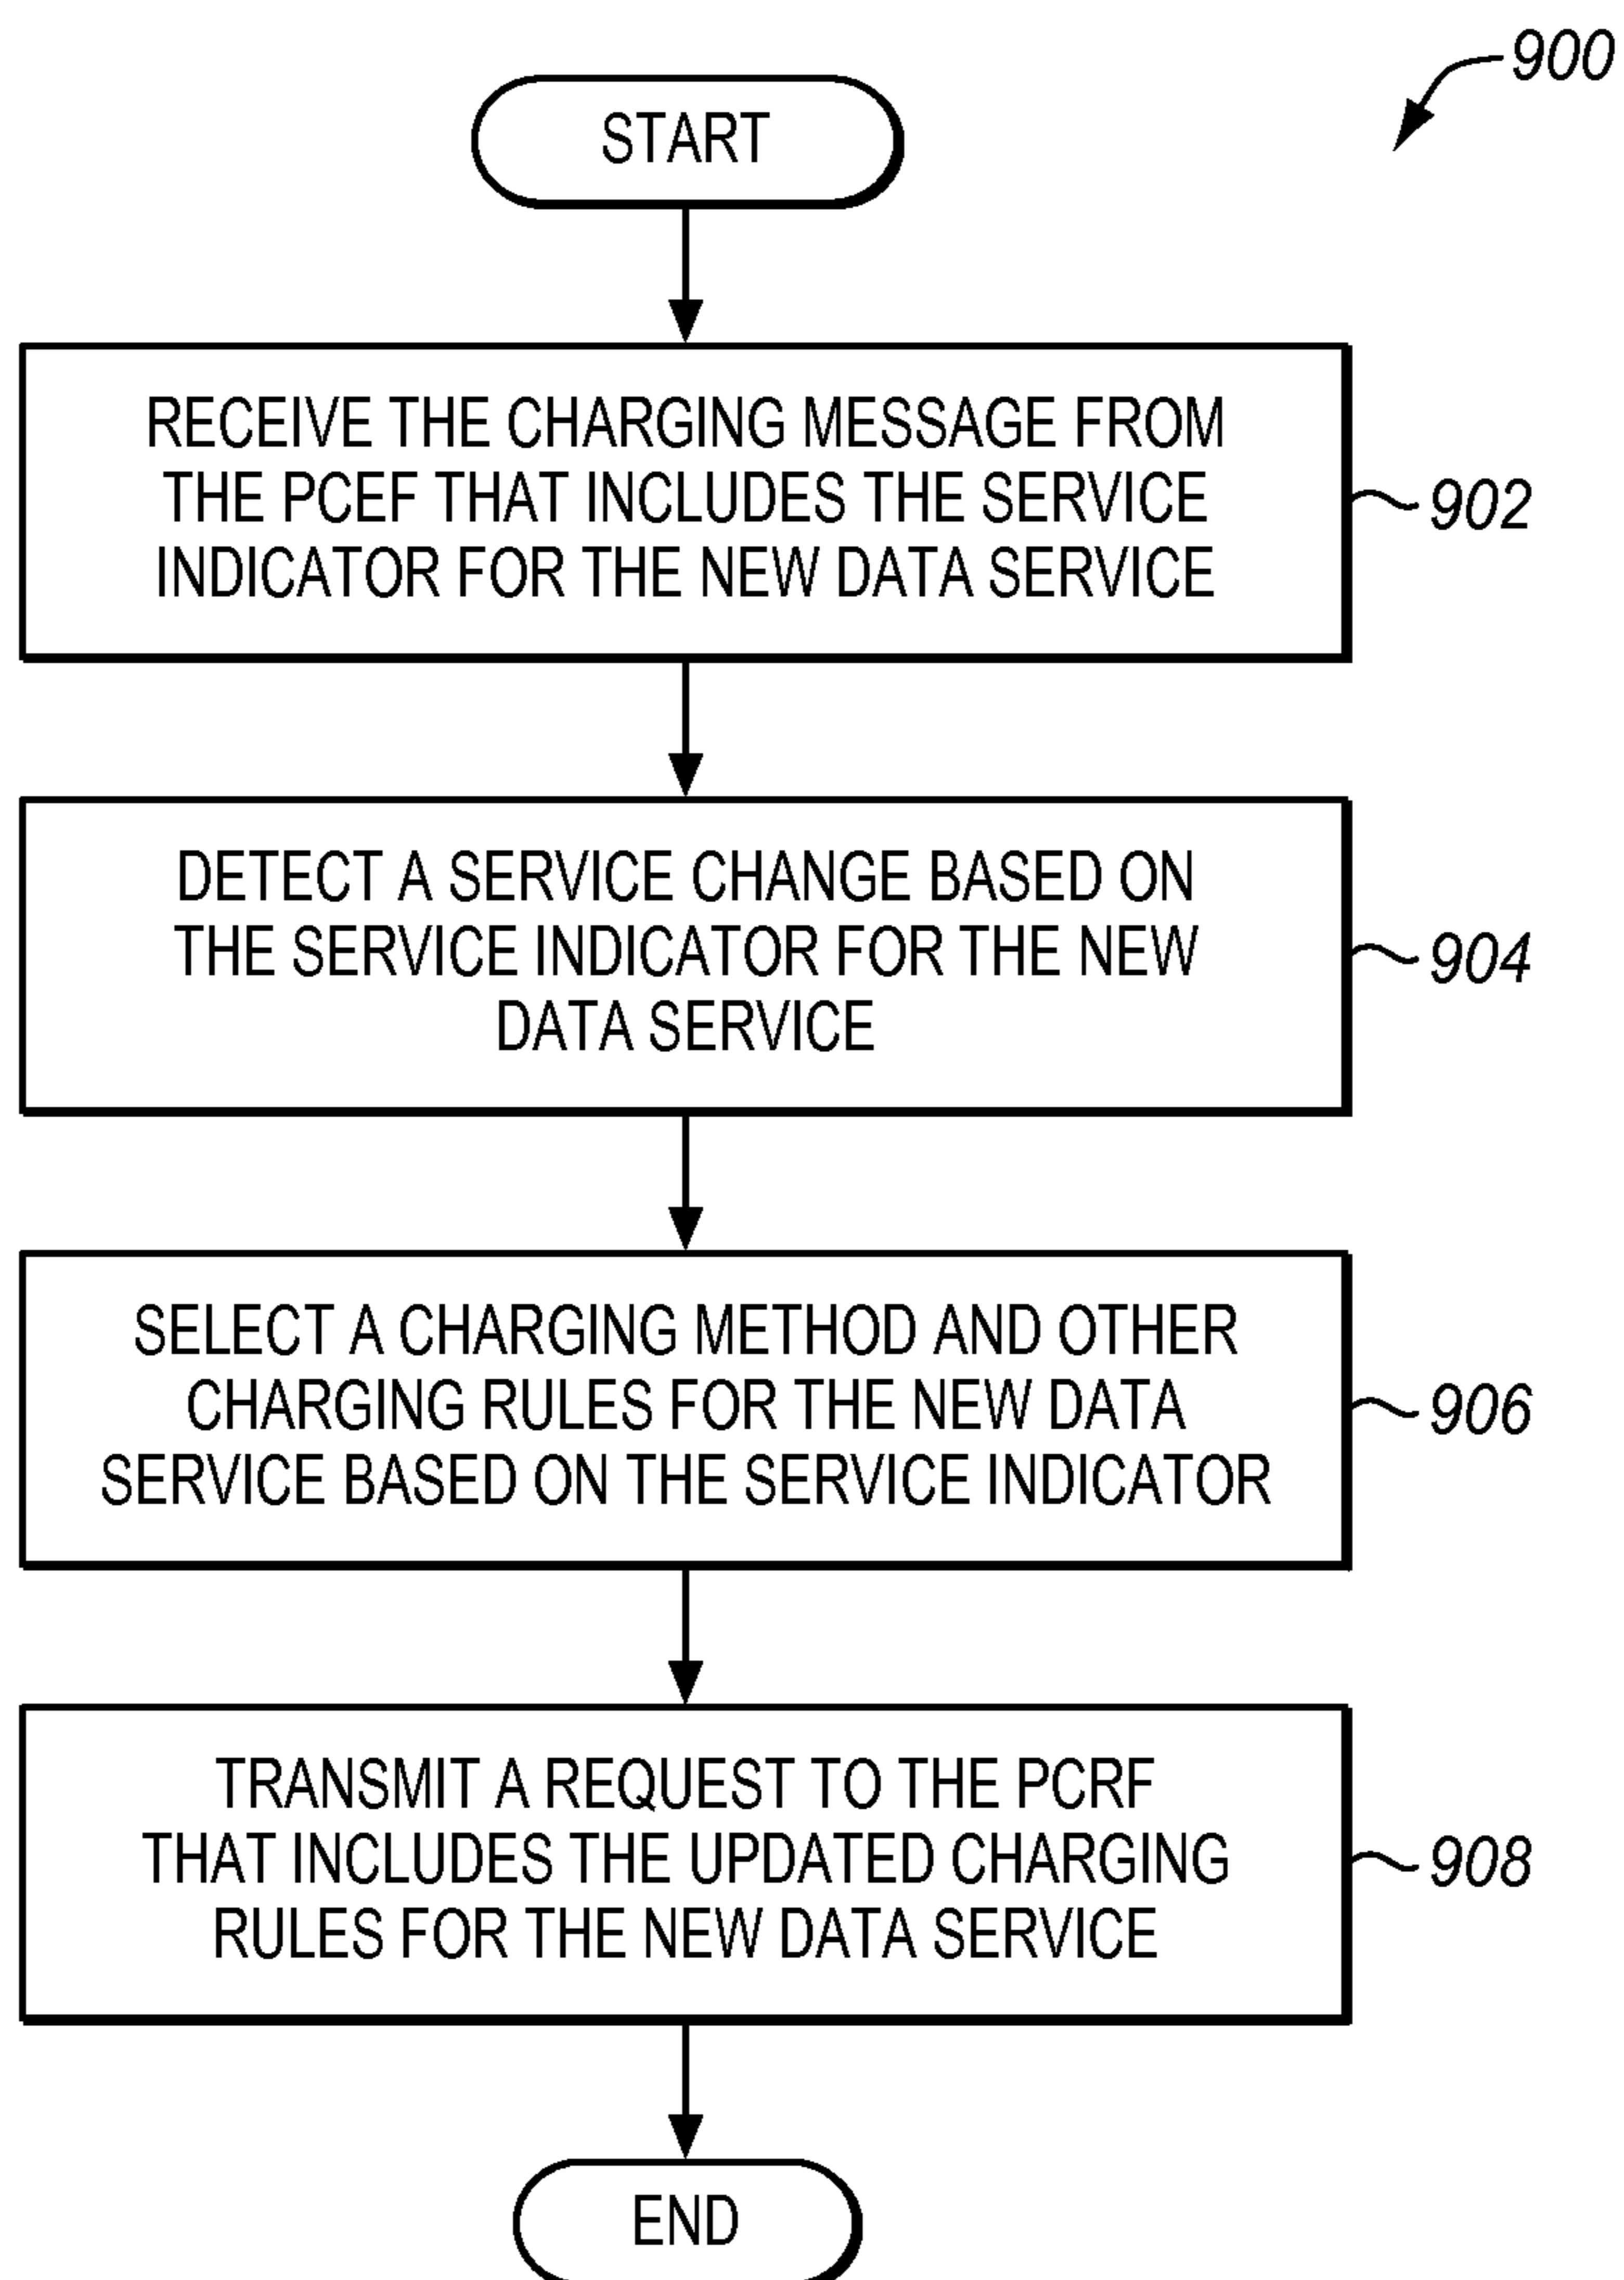 900
START
RECEIVE THE CHARGING MESSAGE FROM
THE PCEF THAT INCLUDES THE SERVICE
INDICATOR FOR THE NEW DATA SERVICE
902
DETECT A SERVICE CHANGE BASED ON
THE SERVICE INDICATOR FOR THE NEW
DATA SERVICE
904
SELECT A CHARGING METHOD AND OTHER
CHARGING RULES FOR THE NEW DATA
SERVICE BASED ON THE SERVICE INDICATOR
906
TRANSMIT A REQUEST TO THE PCRF
THAT INCLUDES THE UPDATED CHARGING
RULES FOR THE NEW DATA SERVICE
908
END